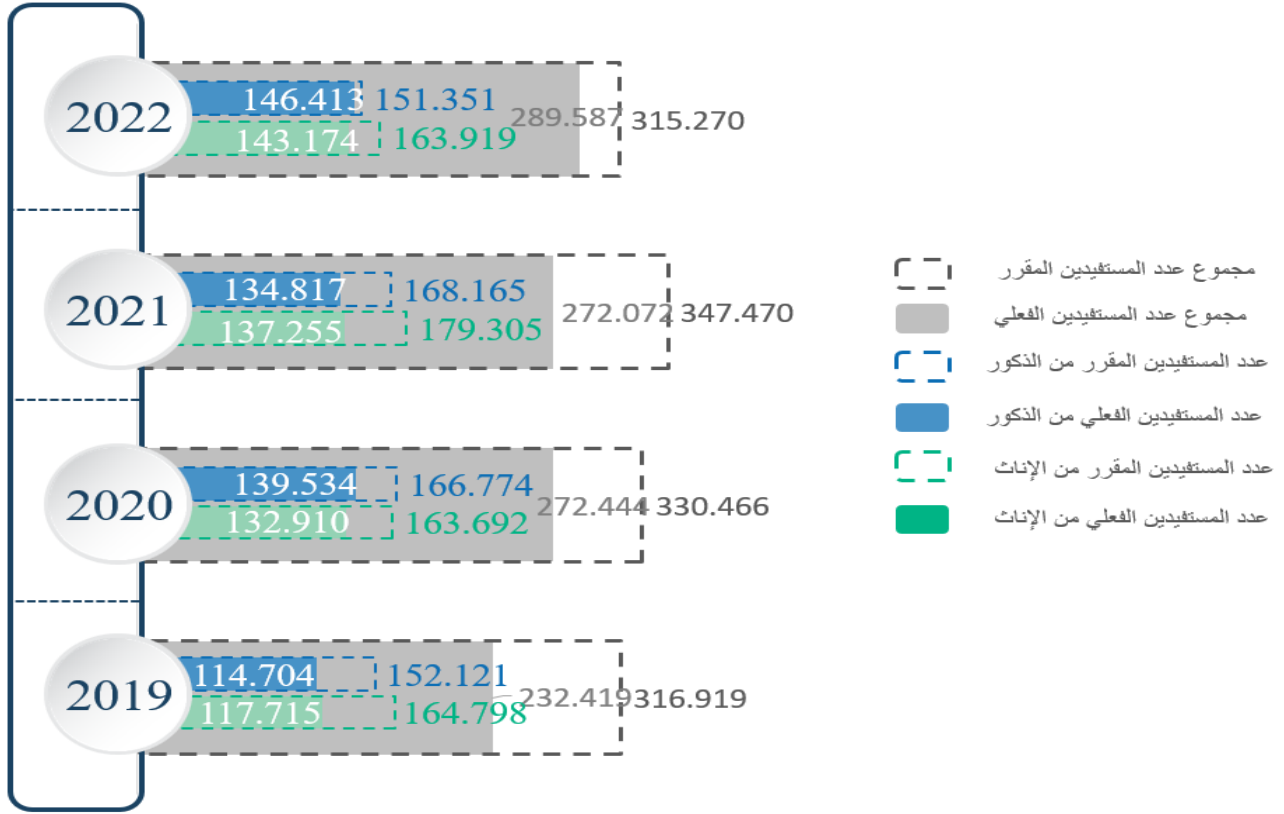 2022
146.413 151.351
289.587 315.270
143.174 163.919
2021
134.817 168.165
272.072 347.470
137.255 179.305
2020
139.534 166.774
272.444 330.466
132.910 163.692
2019
114.704 152.121
232.419 316.919
117.715 164.798
مجموع عدد المستفيدين المقرر
مجموع عدد المستفيدين الفعلي
عدد المستفيدين المقرر من الذكور
عدد المستفيدين الفعلي من الذكور
عدد المستفيدين المقرر من الإناث
عدد المستفيدين الفعلي من الإناث